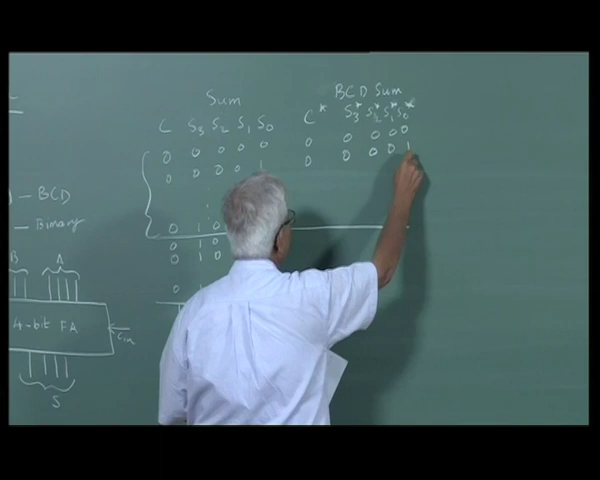 Sum
BCD Sum
C S3 S2 S1 S0
C* S3* S2* S1* S0*
0 0 0 0 0
0 0 0 0 0
0 0 0 0 1
0 0 0 0 1
- BCD
- Binary
0 1 0
0 1 0
0 1 0
0
B A
4-bit FA
Cin
S